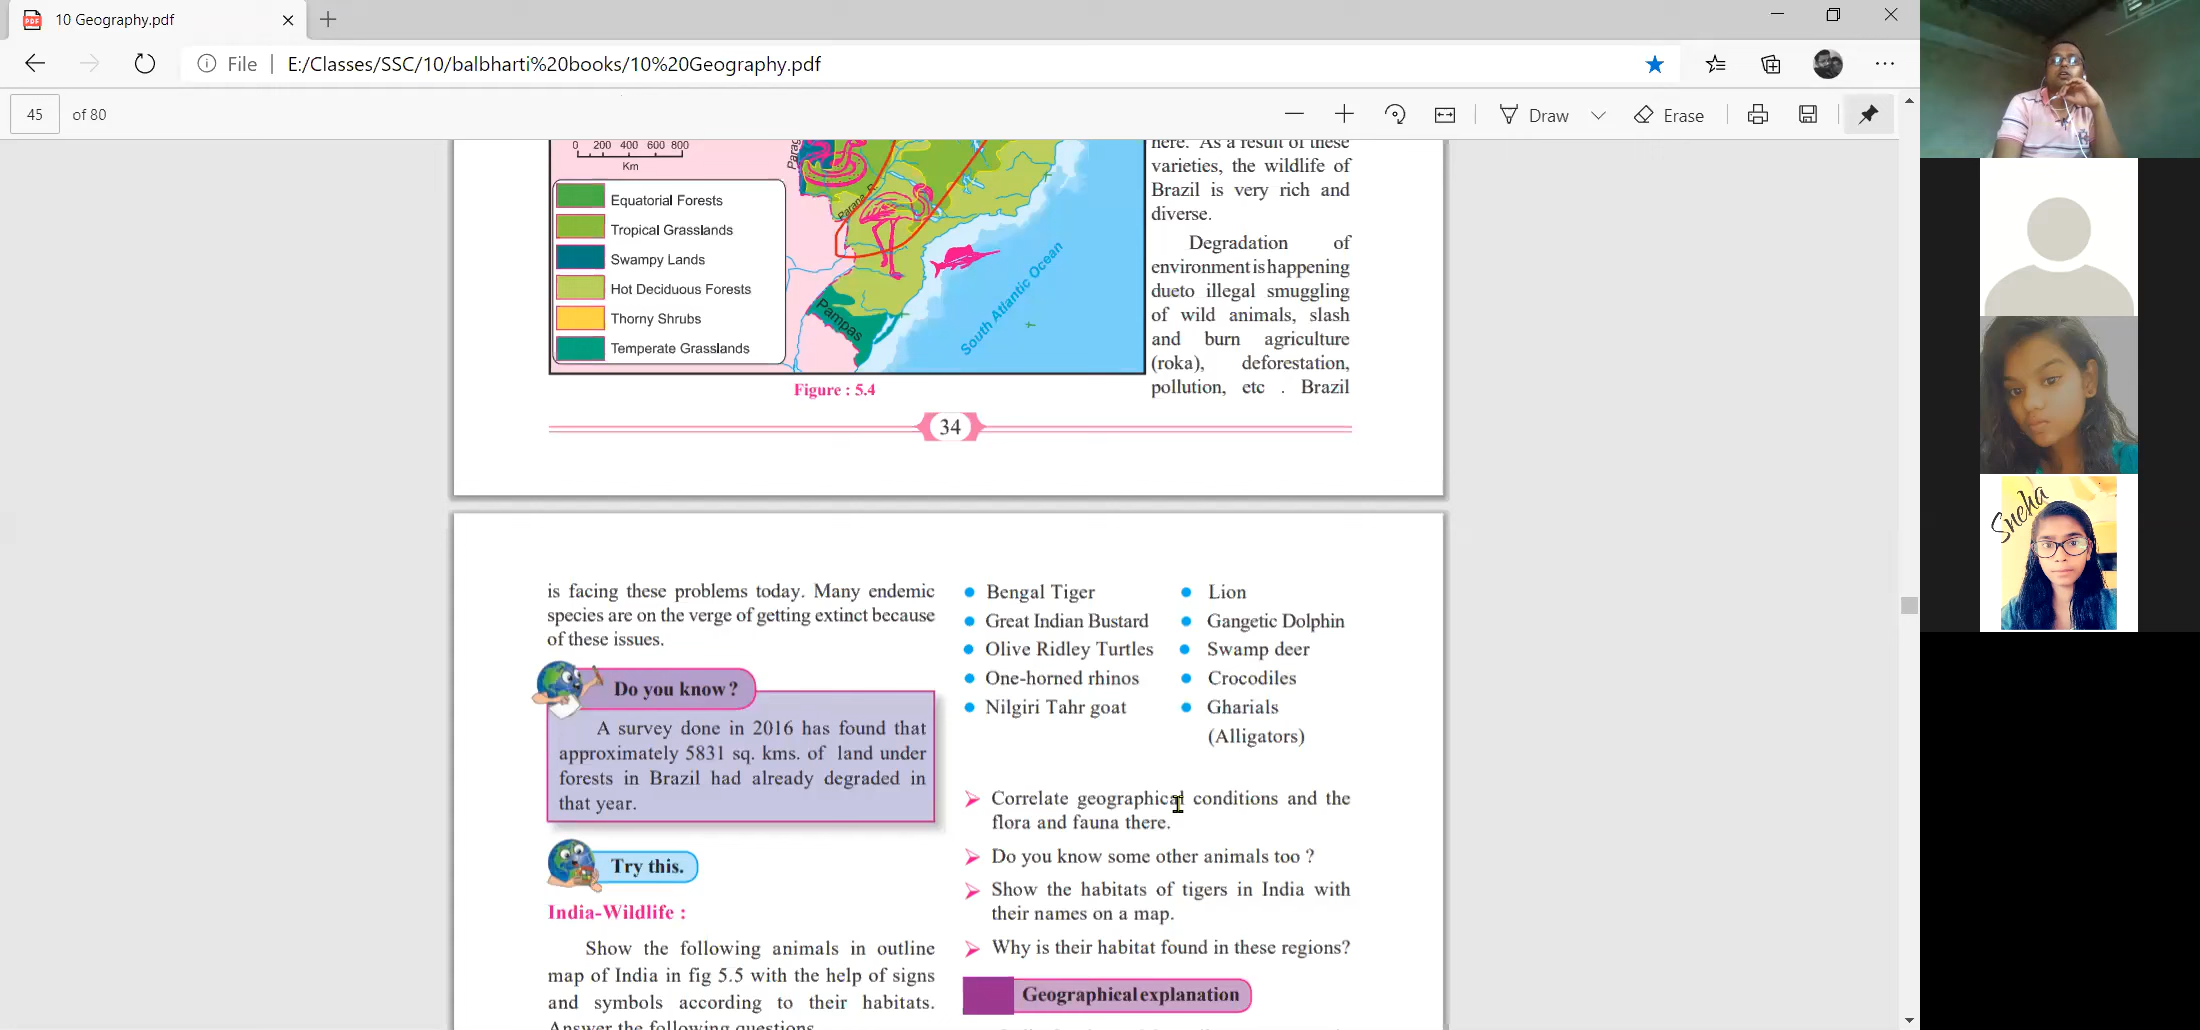 10 Geography.pdf
File
E:/Classes/SSC/10/balbharti%20books/10%20Geography.pdf
45 of 80
Draw
Erase
0 200 400 600 800
Km
Equatorial Forests
Tropical Grasslands
Swampy Lands
Hot Deciduous Forests
Thorny Shrubs
Temperate Grasslands
Parag
Parana R.
Pampas
South Atlantic Ocean
Figure : 5.4
here. As a result of these
varieties, the wildlife of
Brazil is very rich and
diverse.
Degradation of
environment is happening
dueto illegal smuggling
of wild animals, slash
and burn agriculture
(roka), deforestation,
pollution, etc . Brazil
34
is facing these problems today. Many endemic
species are on the verge of getting extinct because
of these issues.
Do you know ?
A survey done in 2016 has found that
approximately 5831 sq. kms. of land under
forests in Brazil had already degraded in
that year.
Try this.
India-Wildlife :
Show the following animals in outline
map of India in fig 5.5 with the help of signs
and symbols according to their habitats.
Answer the following questions
• Bengal Tiger
• Great Indian Bustard
• Olive Ridley Turtles
• One-horned rhinos
• Nilgiri Tahr goat
• Lion
• Gangetic Dolphin
• Swamp deer
• Crocodiles
• Gharials
(Alligators)
➢ Correlate geographical conditions and the
flora and fauna there.
➢ Do you know some other animals too ?
➢ Show the habitats of tigers in India with
their names on a map.
➢ Why is their habitat found in these regions?
Geographical explanation
Sneha